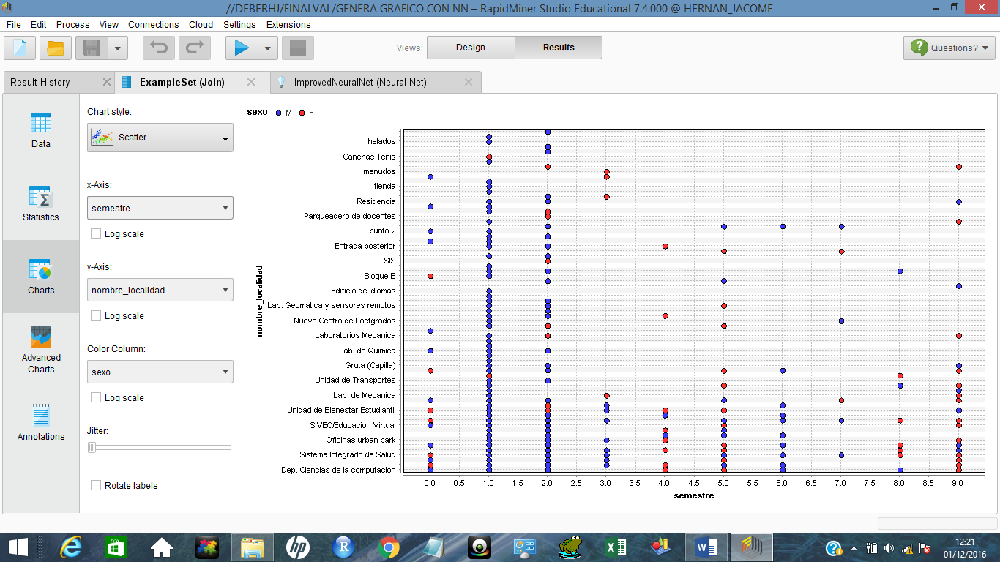 //DEBERHJ/FINALVAL/GENERA GRAFICO CON NN – RapidMiner Studio Educational 7.4.000 @ HERNAN_JACOME
File Edit Process View Connections Cloud Settings Extensions
Views: Design Results Questions?
Result History ExampleSet (Join) ImprovedNeuralNet (Neural Net)
Data
Statistics
Charts
Advanced
Charts
Annotations
Chart style:
Scatter
x-Axis:
semestre
Log scale
y-Axis:
nombre_localidad
Log scale
Color Column:
sexo
Log scale
Jitter:
Rotate labels
sexo M F
nombre_localidad
helados
Canchas Tenis
menudos
tienda
Residencia
Parqueadero de docentes
punto 2
Entrada posterior
SIS
Bloque B
Edificio de Idiomas
Lab. Geomatica y sensores remotos
Nuevo Centro de Postgrados
Laboratorios Mecanica
Lab. de Quimica
Gruta (Capilla)
Unidad de Transportes
Lab. de Mecanica
Unidad de Bienestar Estudiantil
SIVEC/Educacion Virtual
Oficinas urban park
Sistema Integrado de Salud
Dep. Ciencias de la computacion
0.0 0.5 1.0 1.5 2.0 2.5 3.0 3.5 4.0 4.5 5.0 5.5 6.0 6.5 7.0 7.5 8.0 8.5 9.0
semestre
12:21
01/12/2016